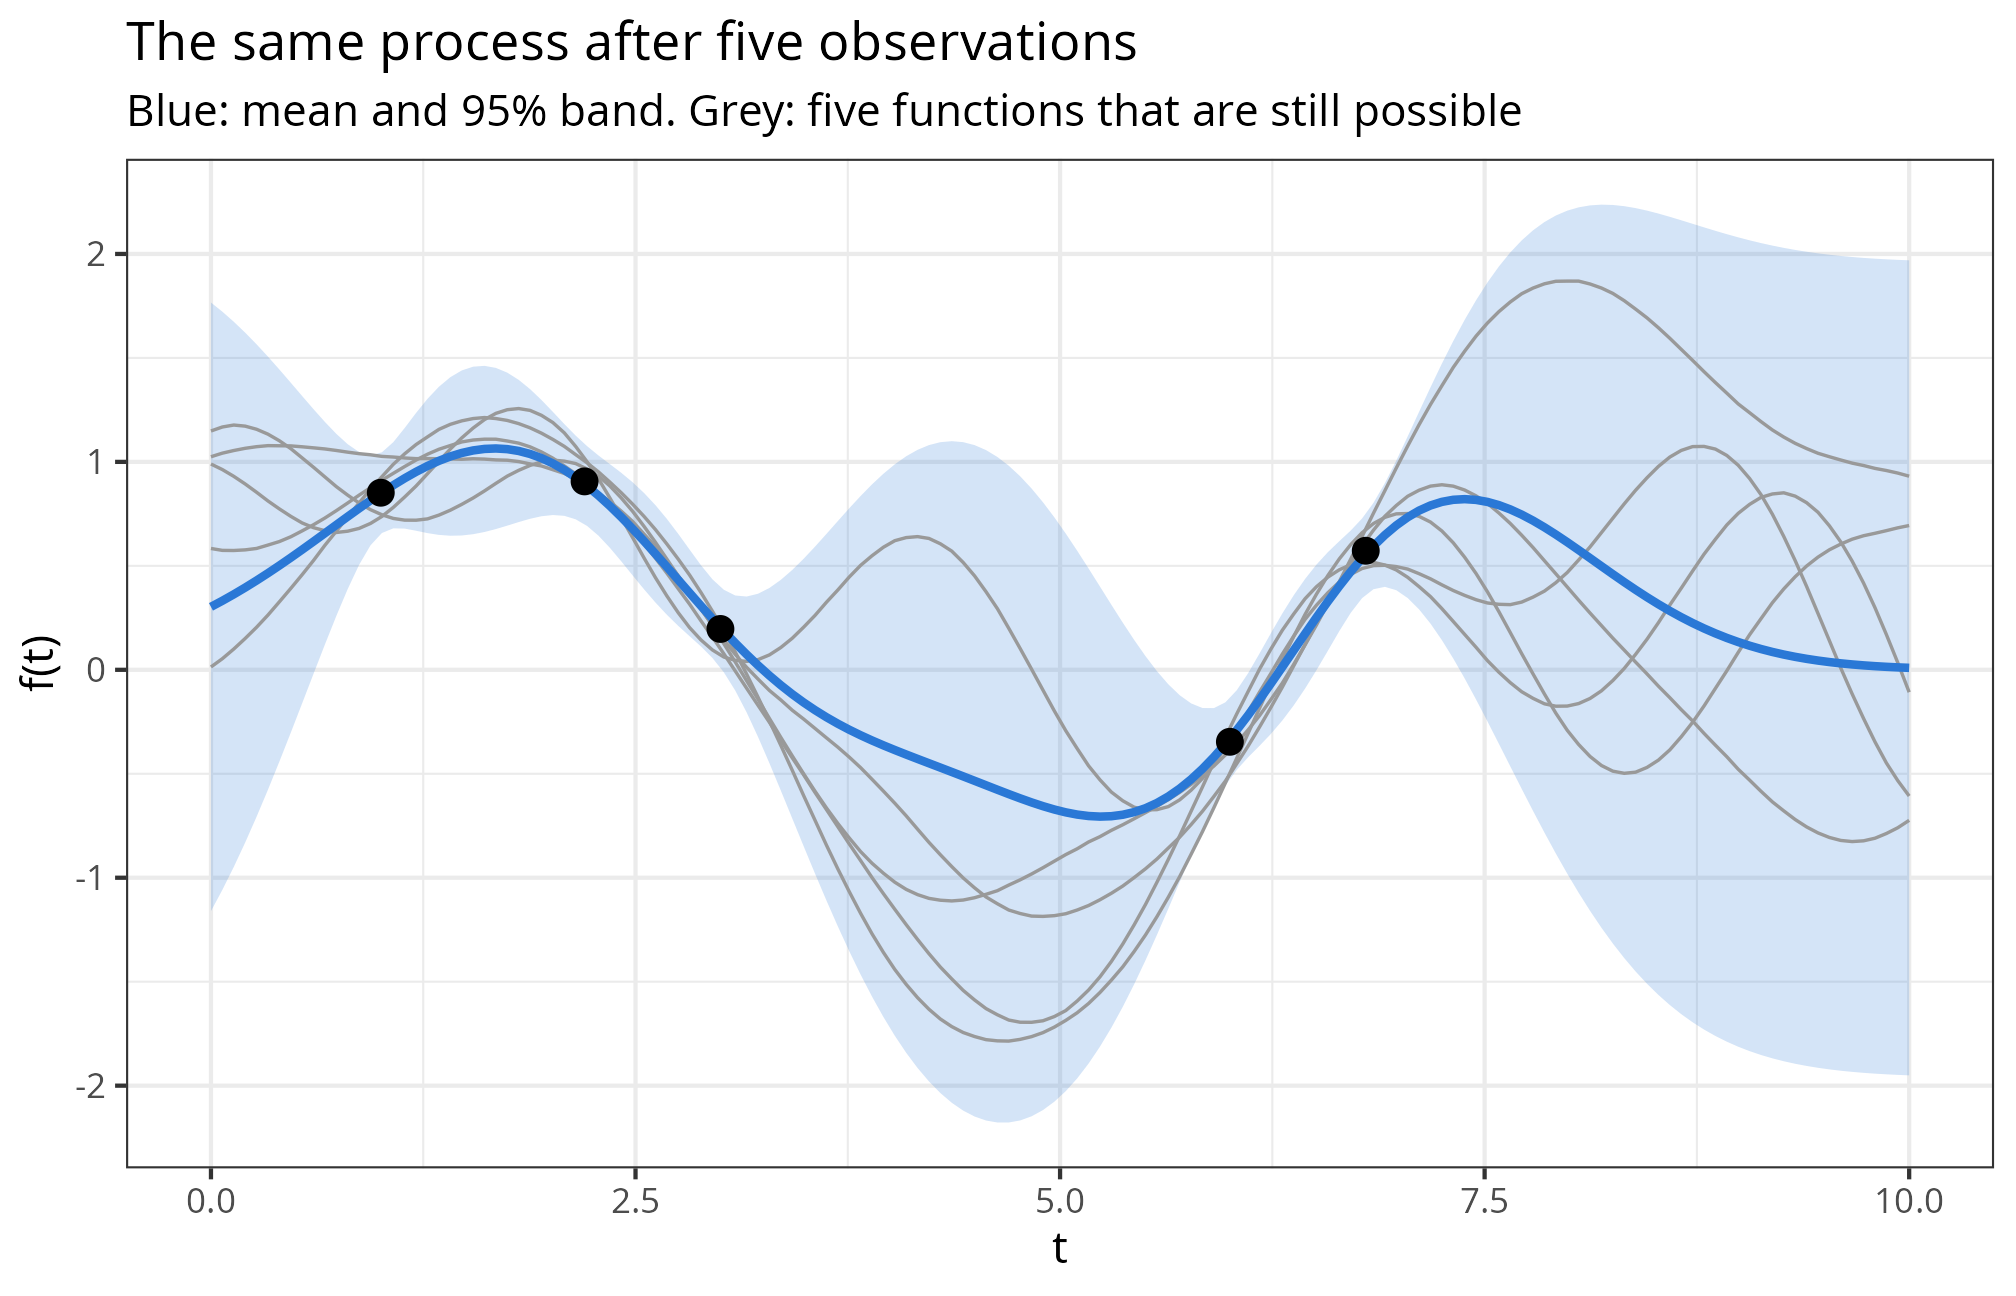 The same process after five observations
Blue: mean and 95% band. Grey: five functions that are still possible
f(t)
2
1
0
-1
-2
0.0 2.5 5.0 7.5 10.0
t